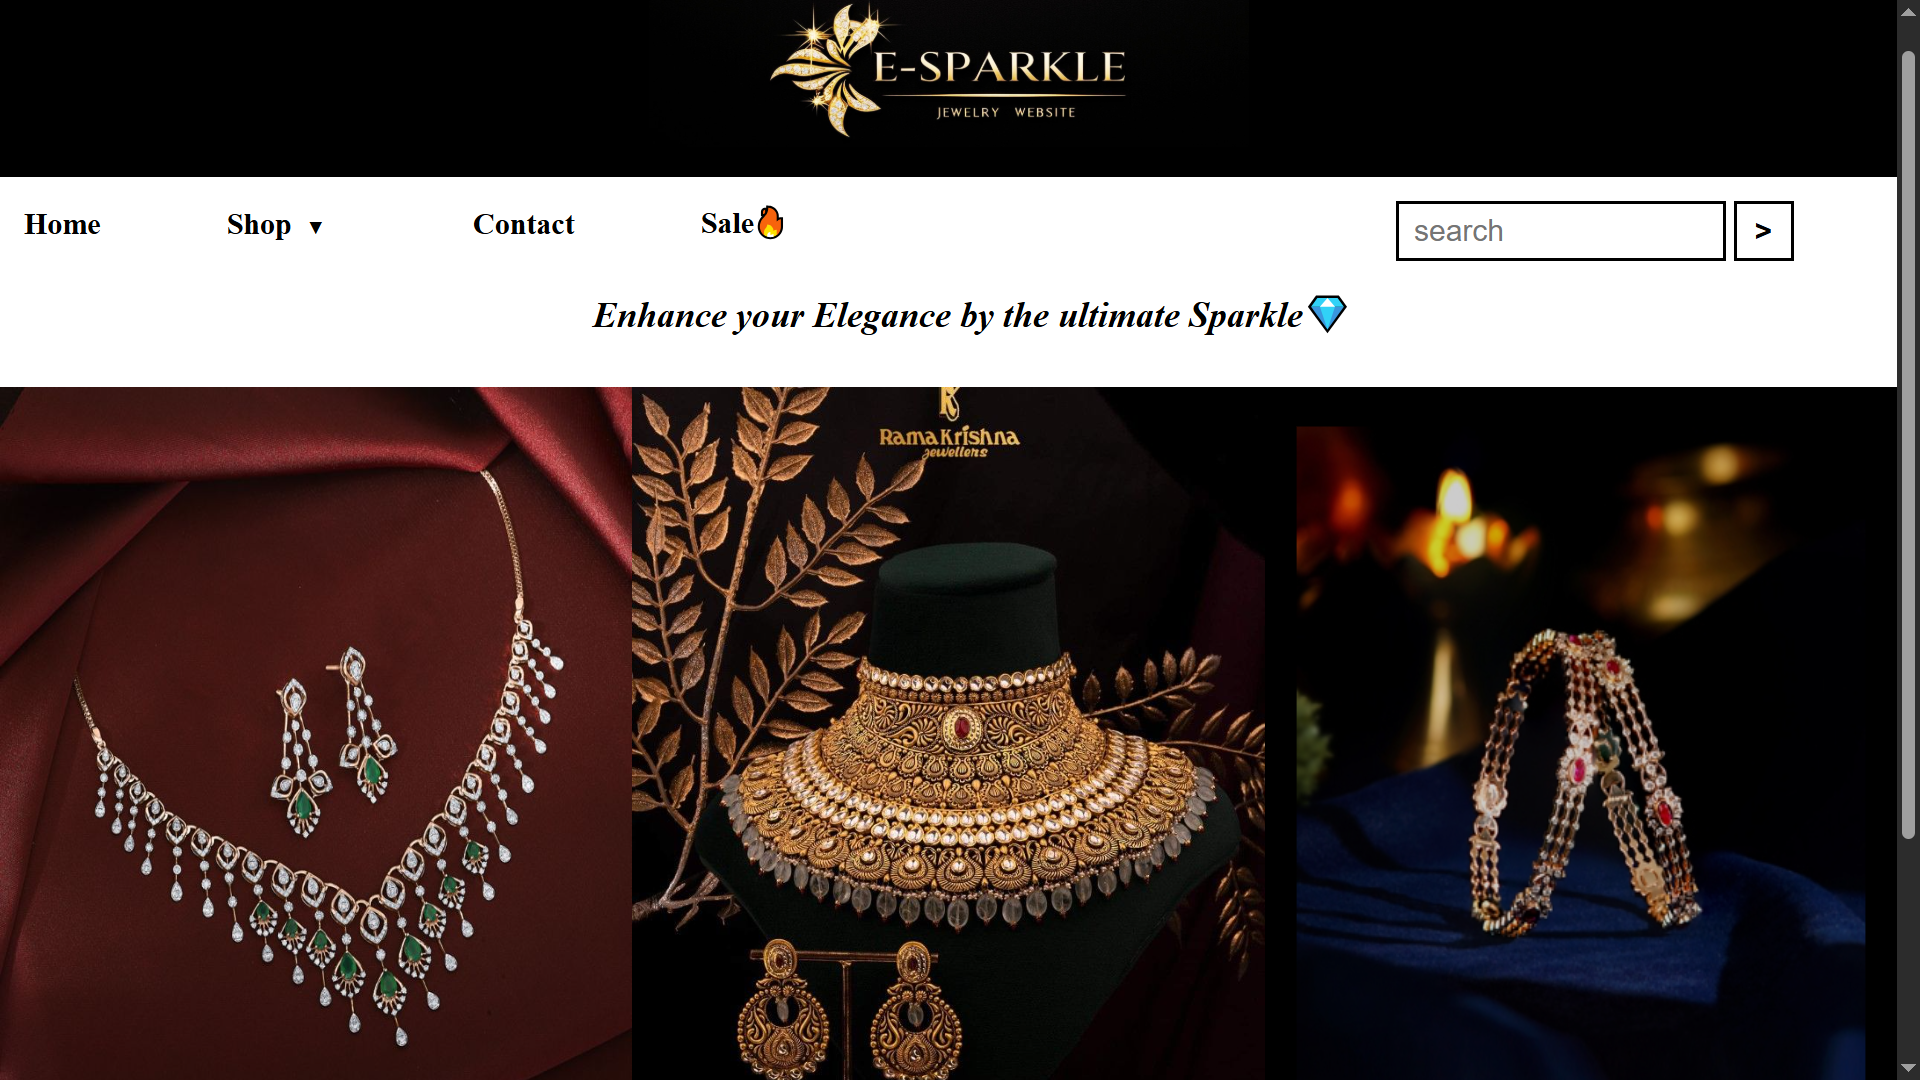 E-SPARKLE
JEWELRY WEBSITE
Home
Shop ▼
Contact
Sale🔥
search
>
Enhance your Elegance by the ultimate Sparkle💎
RamaKrishna
jewellers